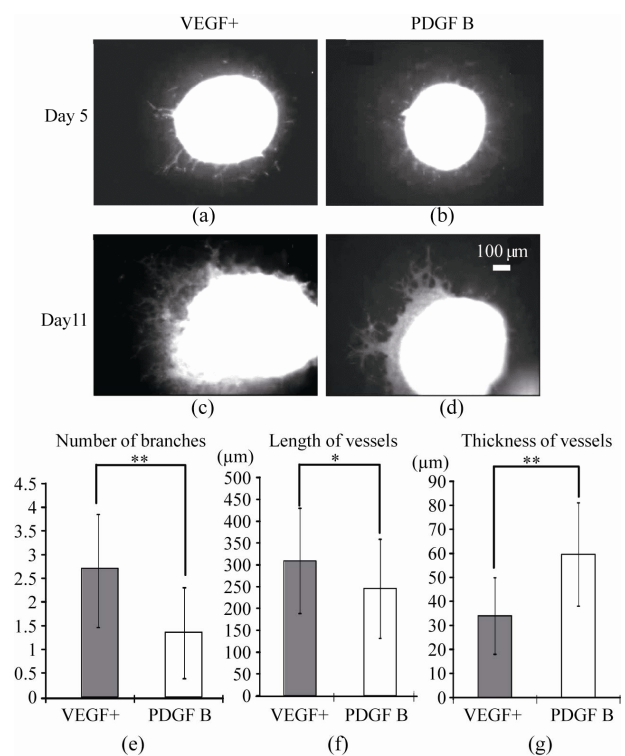 VEGF+ PDGF B
Day 5
(a) (b)
100 μm
Day11
(c) (d)
Number of branches Length of vessels Thickness of vessels
(μm) (μm)
** * **
4.5
4
3.5
3
2.5
2
1.5
1
0.5
0
500
450
400
350
300
250
200
150
100
50
0
90
80
70
60
50
40
30
20
10
0
VEGF+ PDGF B VEGF+ PDGF B VEGF+ PDGF B
(e) (f) (g)